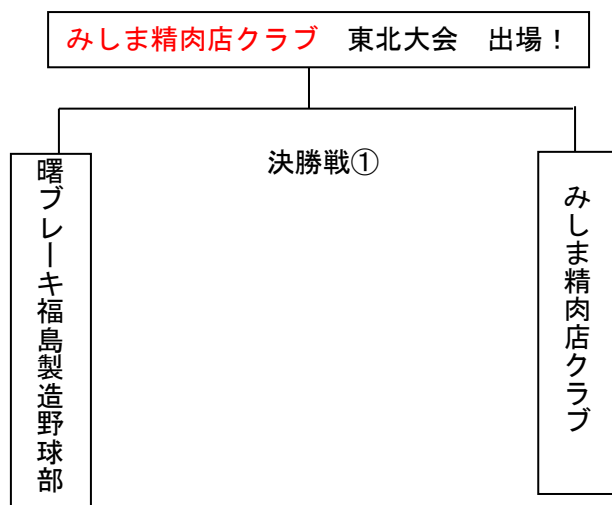 みしま精肉店クラブ　東北大会　出場！
決勝戦①
曙ブレーキ福島製造野球部
みしま精肉店クラブ